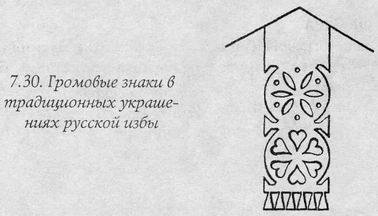 7.30. Громовые знаки в
традиционных украше-
ниях русской избы